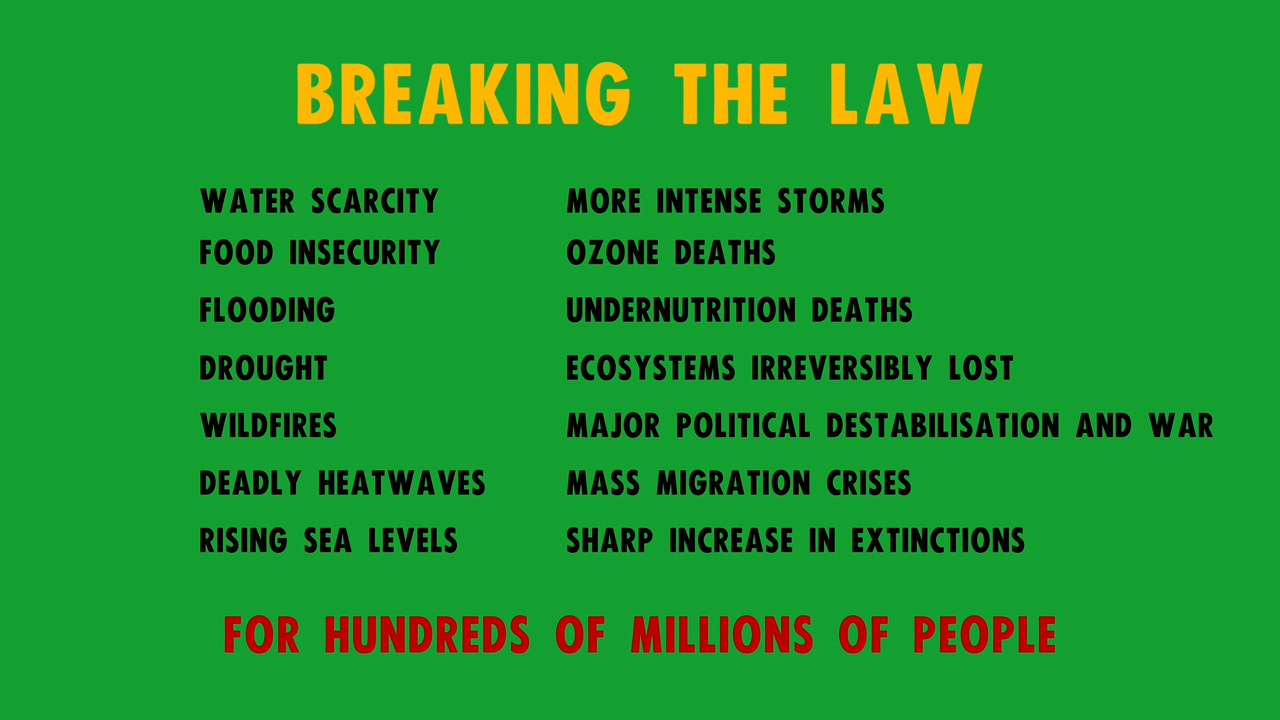 BREAKING THE LAW
WATER SCARCITY
FOOD INSECURITY
FLOODING
DROUGHT
WILDFIRES
DEADLY HEATWAVES
RISING SEA LEVELS
MORE INTENSE STORMS
OZONE DEATHS
UNDERNUTRITION DEATHS
ECOSYSTEMS IRREVERSIBLY LOST
MAJOR POLITICAL DESTABILISATION AND WAR
MASS MIGRATION CRISES
SHARP INCREASE IN EXTINCTIONS
FOR HUNDREDS OF MILLIONS OF PEOPLE